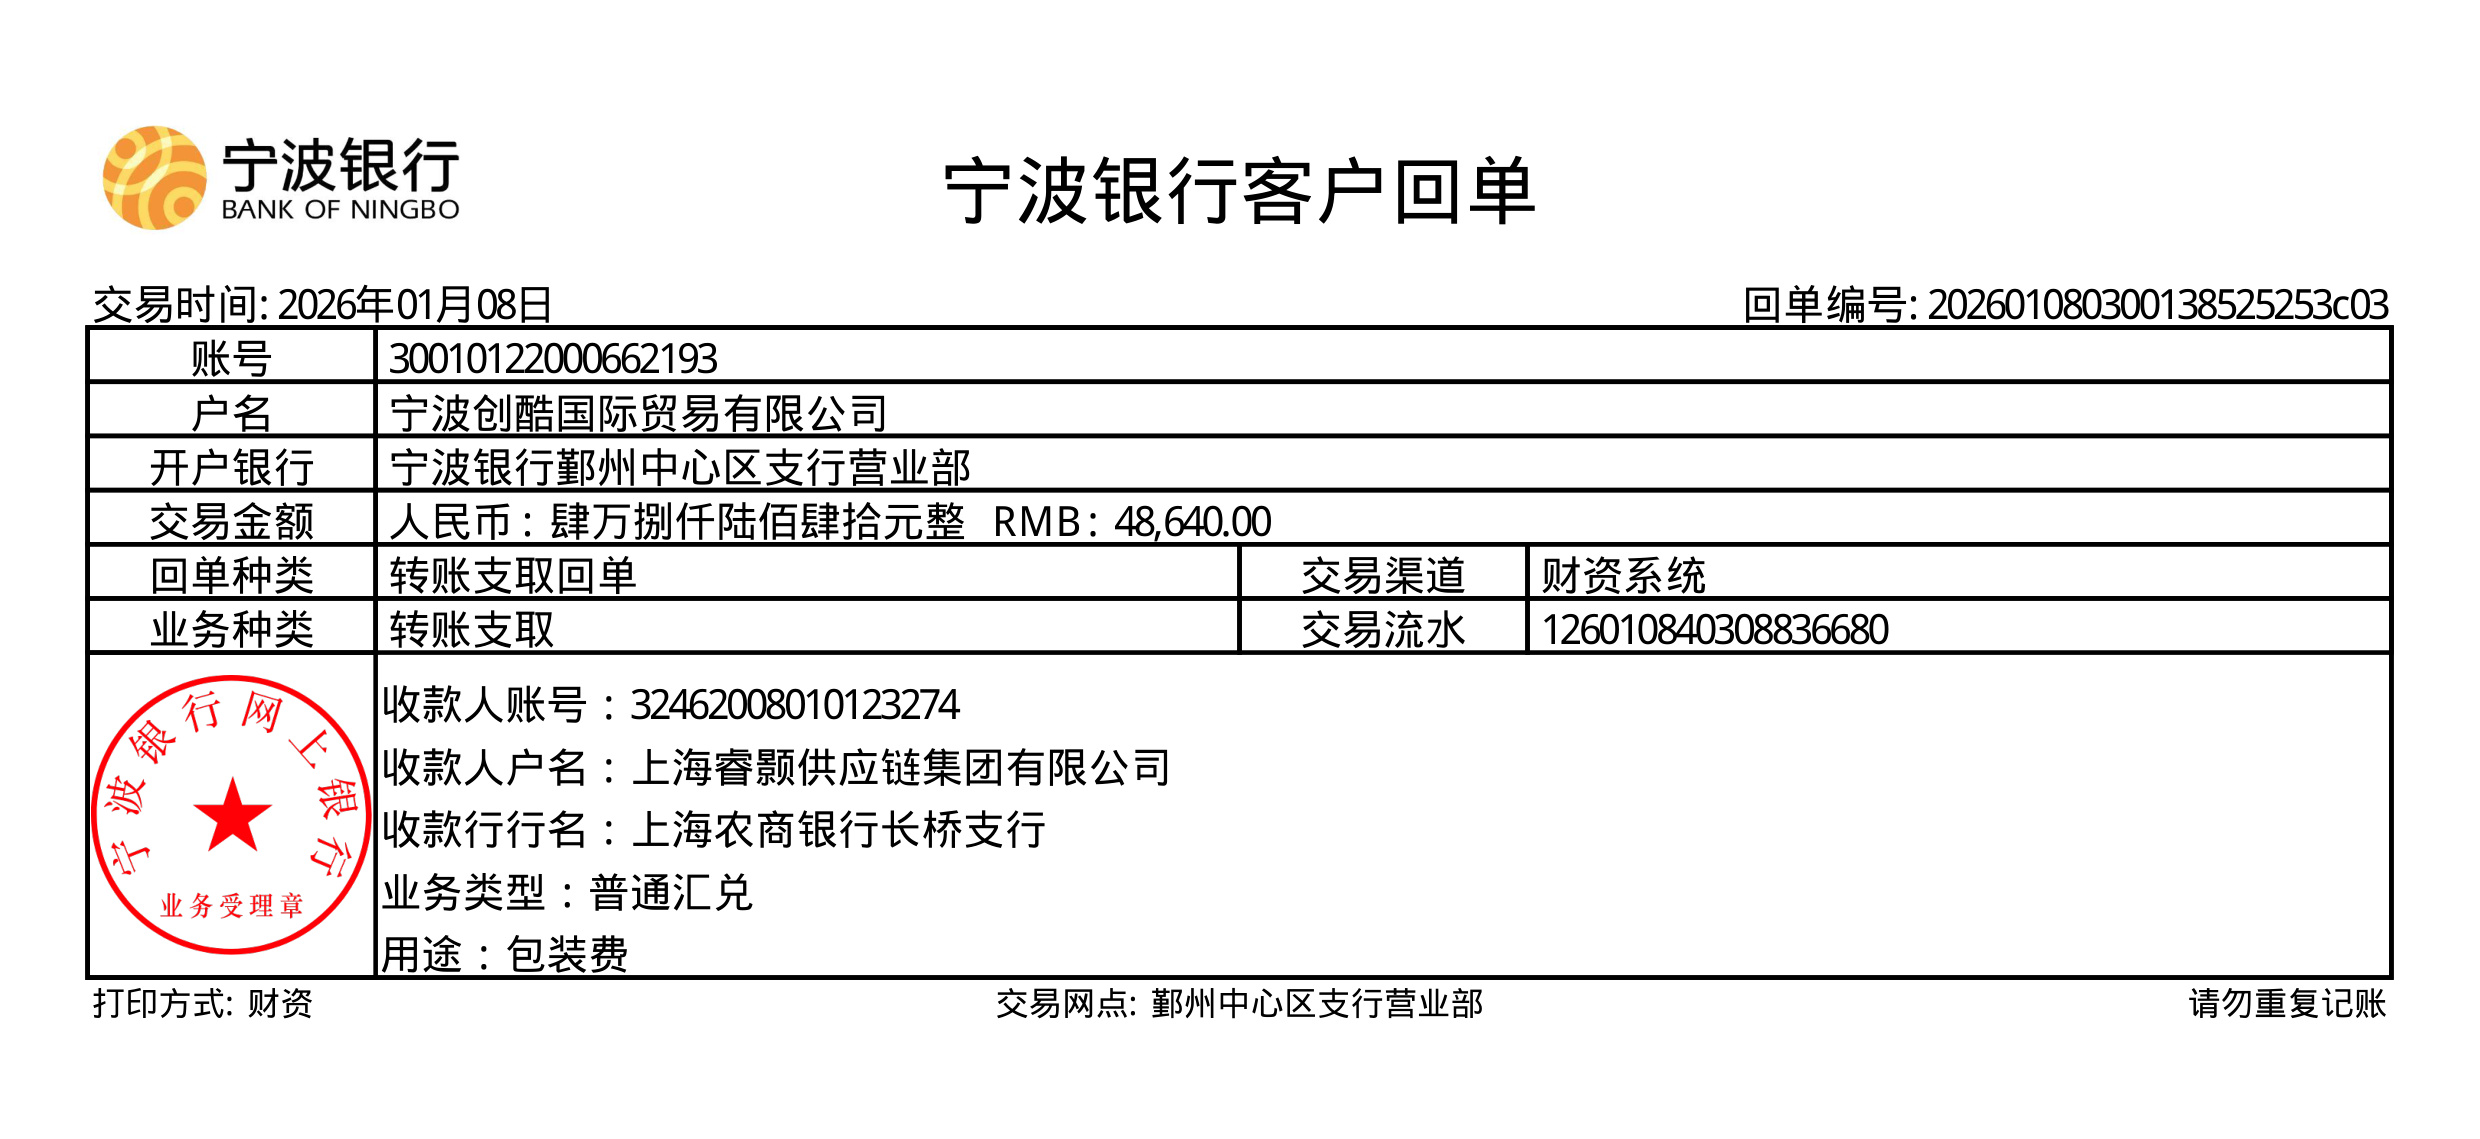 宁波银行
BANK OF NINGBO
宁波银行客户回单
交易时间: 2026年01月08日 回单编号: 202601080300138525253c03
账号 30010122000662193
户名 宁波创酷国际贸易有限公司
开户银行 宁波银行鄞州中心区支行营业部
交易金额 人民币：肆万捌仟陆佰肆拾元整 RMB：48,640.00
回单种类 转账支取回单 交易渠道 财资系统
业务种类 转账支取 交易流水 126010840308836680
宁波银行网上银行
业务受理章
收款人账号：32462008010123274
收款人户名：上海睿颢供应链集团有限公司
收款行行名：上海农商银行长桥支行
业务类型：普通汇兑
用途：包装费
打印方式: 财资 交易网点: 鄞州中心区支行营业部 请勿重复记账